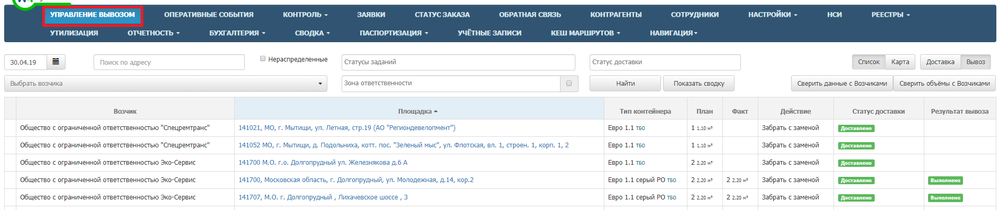 УПРАВЛЕНИЕ ВЫВОЗОМ ОПЕРАТИВНЫЕ СОБЫТИЯ КОНТРОЛЬ ЗАЯВКИ СТАТУС ЗАКАЗА ОБРАТНАЯ СВЯЗЬ КОНТРАГЕНТЫ СОТРУДНИКИ НАСТРОЙКИ НСИ РЕЕСТРЫ
УТИЛИЗАЦИЯ ОТЧЕТНОСТЬ БУХГАЛТЕРИЯ СВОДКА ПАСПОРТИЗАЦИЯ УЧЁТНЫЕ ЗАПИСИ КЕШ МАРШРУТОВ НАВИГАЦИЯ
30.04.19 Поиск по адресу Нераспределенные Статусы заданий Статус доставки Список Карта Доставка Вывоз
Выбрать возчика Зона ответственности Найти Показать сводку Сверить данные с Возчиками Сверить объёмы с Возчиками
Возчик Площадка Тип контейнера План Факт Действие Статус доставки Результат вывоза
Общество с ограниченной ответственностью "Спецремтранс" 141021, МО, г. Мытищи, ул. Летная, стр.19 (АО "Региондевелопмент") Евро 1.1 ТБО 1 1,10 м³ Забрать с заменой Доставлено
Общество с ограниченной ответственностью "Спецремтранс" 141052 МО, г. Мытищи, д. Подольниха, котт. пос. "Зеленый мыс", ул. Флотская, вл. 1, строен. 1, корп. 1, 2 Евро 1.1 ТБО 1 1,10 м³ Забрать с заменой Доставлено
Общество с ограниченной ответственностью Эко-Сервис 141700 М.О. г.о. Долгопрудный ул. Железнякова д.6 А Евро 1.1 ТБО 2 2,20 м³ Забрать с заменой Доставлено
Общество с ограниченной ответственностью Эко-Сервис 141700, Московская область, г. Долгопрудный, ул. Молодежная, д.14, кор.2 Евро 1.1 серый РО ТБО 2 2,20 м³ 2 2,20 м³ Забрать с заменой Доставлено Выполнено
Общество с ограниченной ответственностью Эко-Сервис 141707, М.О. г. Долгопрудный , Лихачевское шоссе , 3 Евро 1.1 серый РО ТБО 2 2,20 м³ 2 2,20 м³ Забрать с заменой Доставлено Выполнено